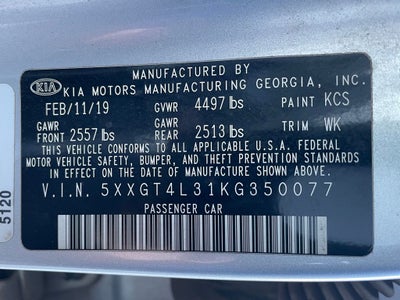 MANUFACTURED BY
KIA KIA MOTORS MANUFACTURING GEORGIA, INC.
FEB/11/19 GVWR 4497 lbs PAINT KCS
GAWR FRONT 2557 lbs GAWR REAR 2513 lbs TRIM WK
THIS VEHICLE CONFORMS TO ALL APPLICABLE U.S.A. FEDERAL
MOTOR VEHICLE SAFETY, BUMPER, AND THEFT PREVENTION STANDARDS
IN EFFECT ON THE DATE OF MANUFACTURE SHOWN ABOVE.
V.I.N. 5XXGT4L31KG350077
PASSENGER CAR
5120